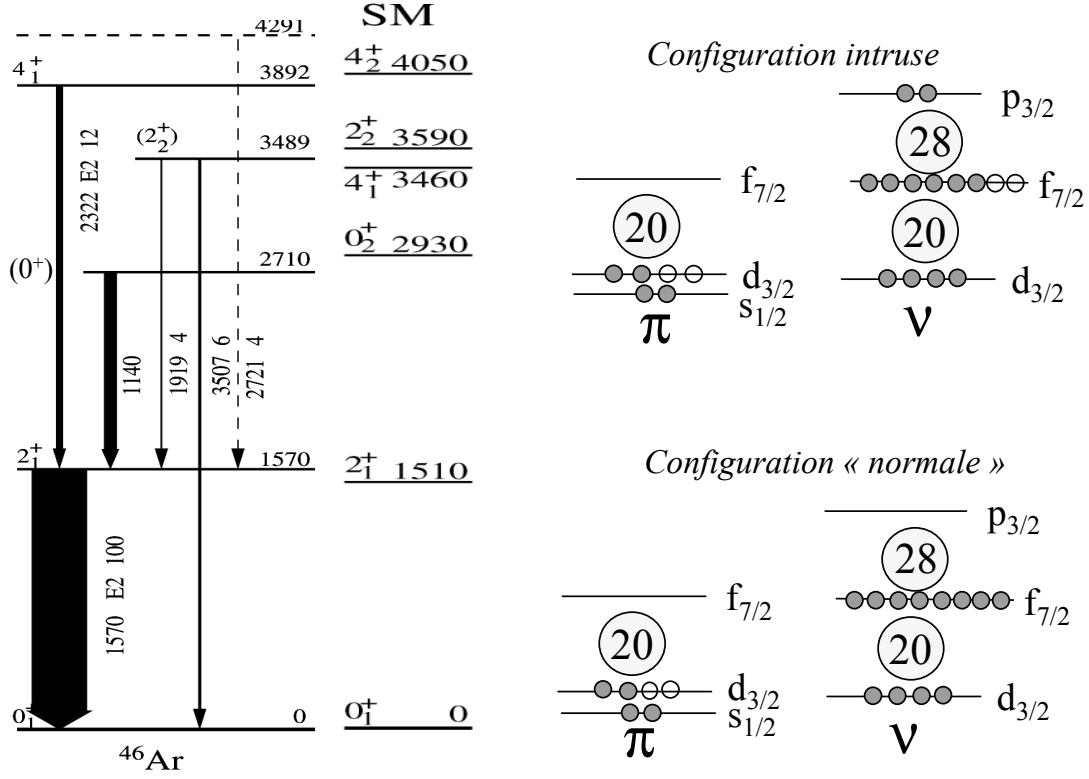 SM
4291
4₁⁺ 3892
4₂⁺ 4050
(2₂⁺) 3489
2₂⁺ 3590
4₁⁺ 3460
0₂⁺ 2930
(0⁺) 2710
2322 E2 12
1140
1919 4
3507 6
2721 4
2₁⁺ 1570
2₁⁺ 1510
1570 E2 100
0₁⁺ 0
0₁⁺ 0
⁴⁶Ar
Configuration intruse
p₃/₂
28
f₇/₂
f₇/₂
20
20
d₃/₂
s₁/₂
d₃/₂
π
ν
Configuration « normale »
p₃/₂
28
f₇/₂
f₇/₂
20
20
d₃/₂
s₁/₂
d₃/₂
π
ν